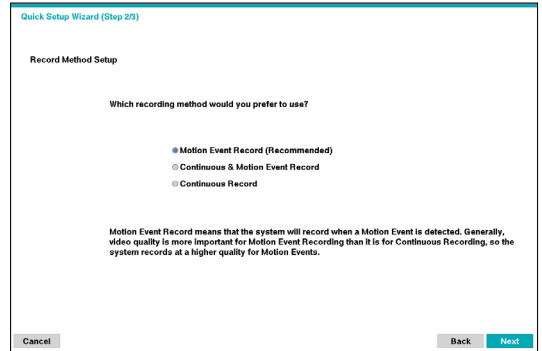 Quick Setup Wizard (Step 2/3)
Record Method Setup
Which recording method would you prefer to use?
Motion Event Record (Recommended)
Continuous & Motion Event Record
Continuous Record
Motion Event Record means that the system will record when a Motion Event is detected. Generally,
video quality is more important for Motion Event Recording than it is for Continuous Recording, so the
system records at a higher quality for Motion Events.
Cancel
Back
Next